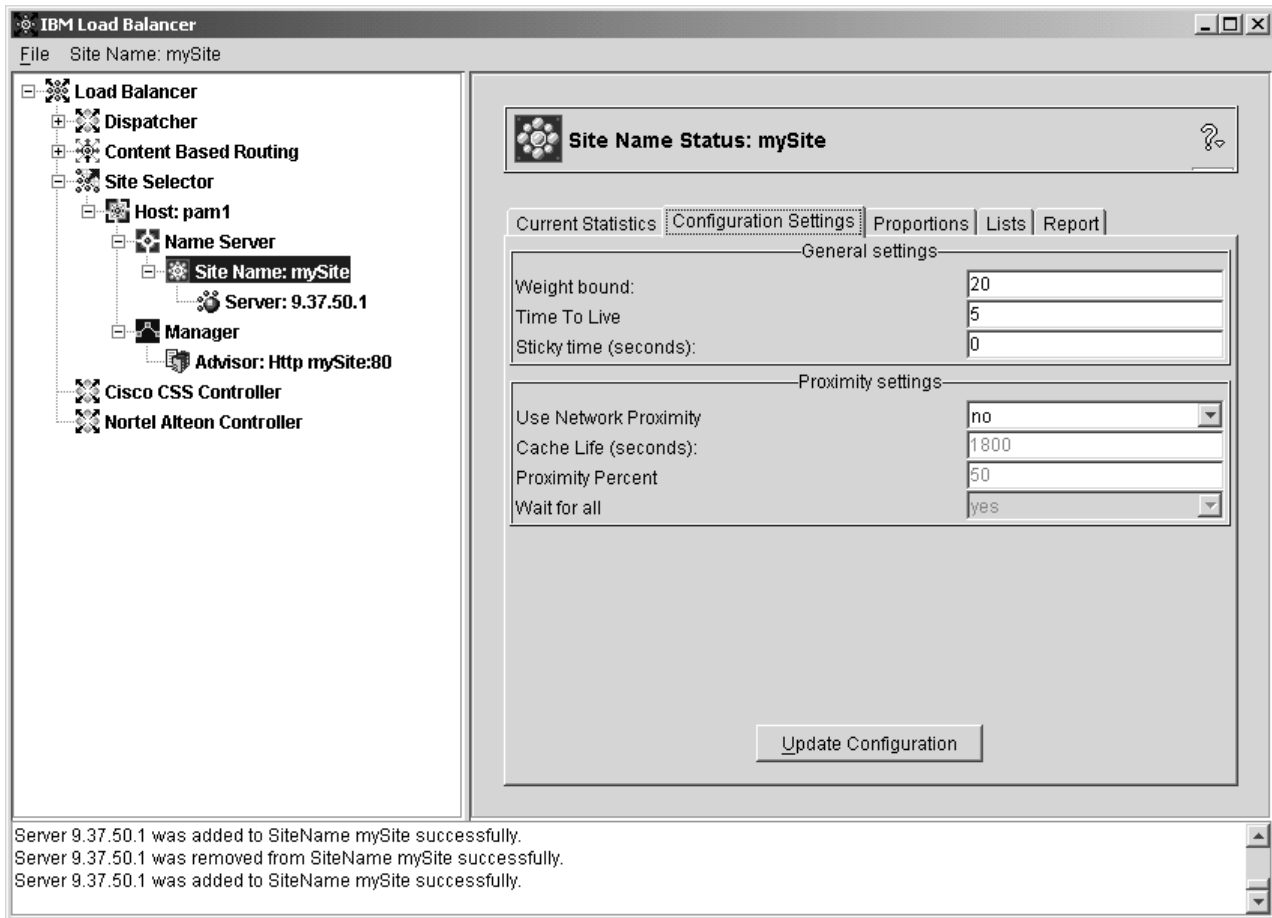 IBM Load Balancer
File Site Name: mySite
Load Balancer
Dispatcher
Content Based Routing
Site Selector
Host: pam1
Name Server
Site Name: mySite
Server: 9.37.50.1
Manager
Advisor: Http mySite:80
Cisco CSS Controller
Nortel Alteon Controller
Site Name Status: mySite
?
Current Statistics Configuration Settings Proportions Lists Report
General settings
Weight bound: 20
Time To Live 5
Sticky time (seconds): 0
Proximity settings
Use Network Proximity no
Cache Life (seconds): 1800
Proximity Percent 50
Wait for all yes
Update Configuration
Server 9.37.50.1 was added to SiteName mySite successfully.
Server 9.37.50.1 was removed from SiteName mySite successfully.
Server 9.37.50.1 was added to SiteName mySite successfully.